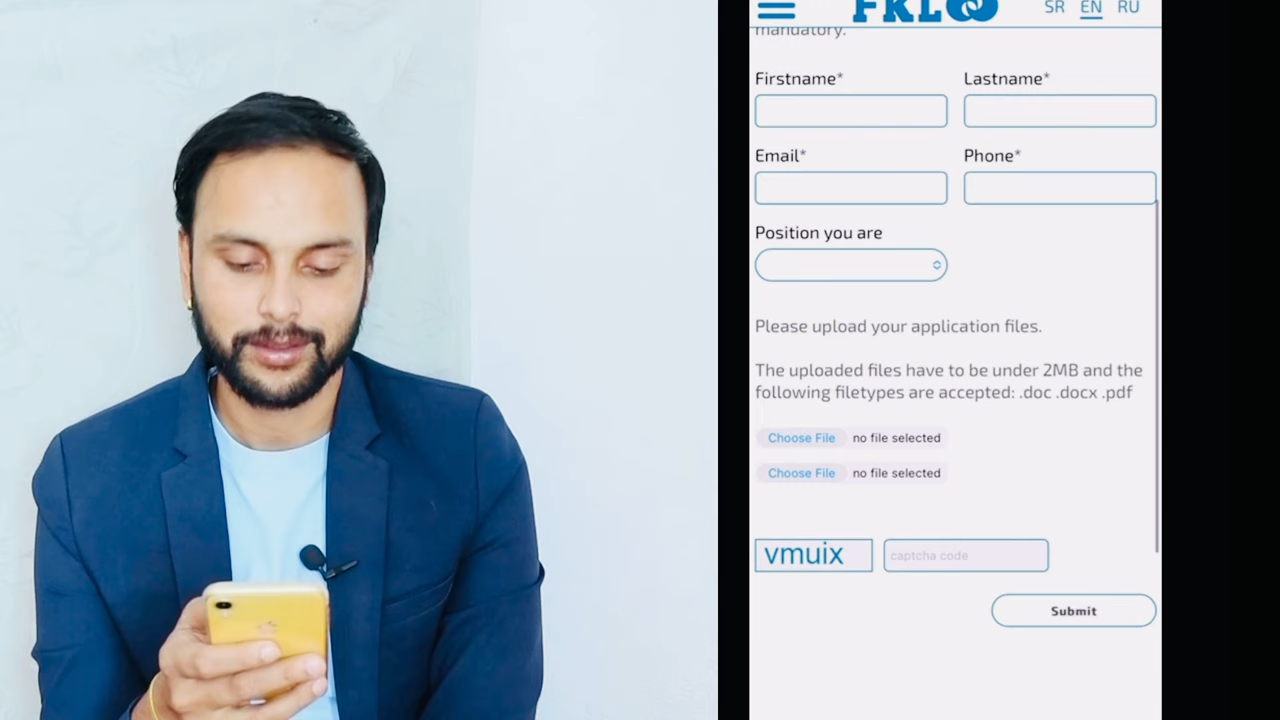 FKL
SR EN RU
mandatory.
Firstname* Lastname*
Email* Phone*
Position you are
Please upload your application files.
The uploaded files have to be under 2MB and the
following filetypes are accepted: .doc .docx .pdf
Choose File no file selected
Choose File no file selected
vmuix captcha code
Submit